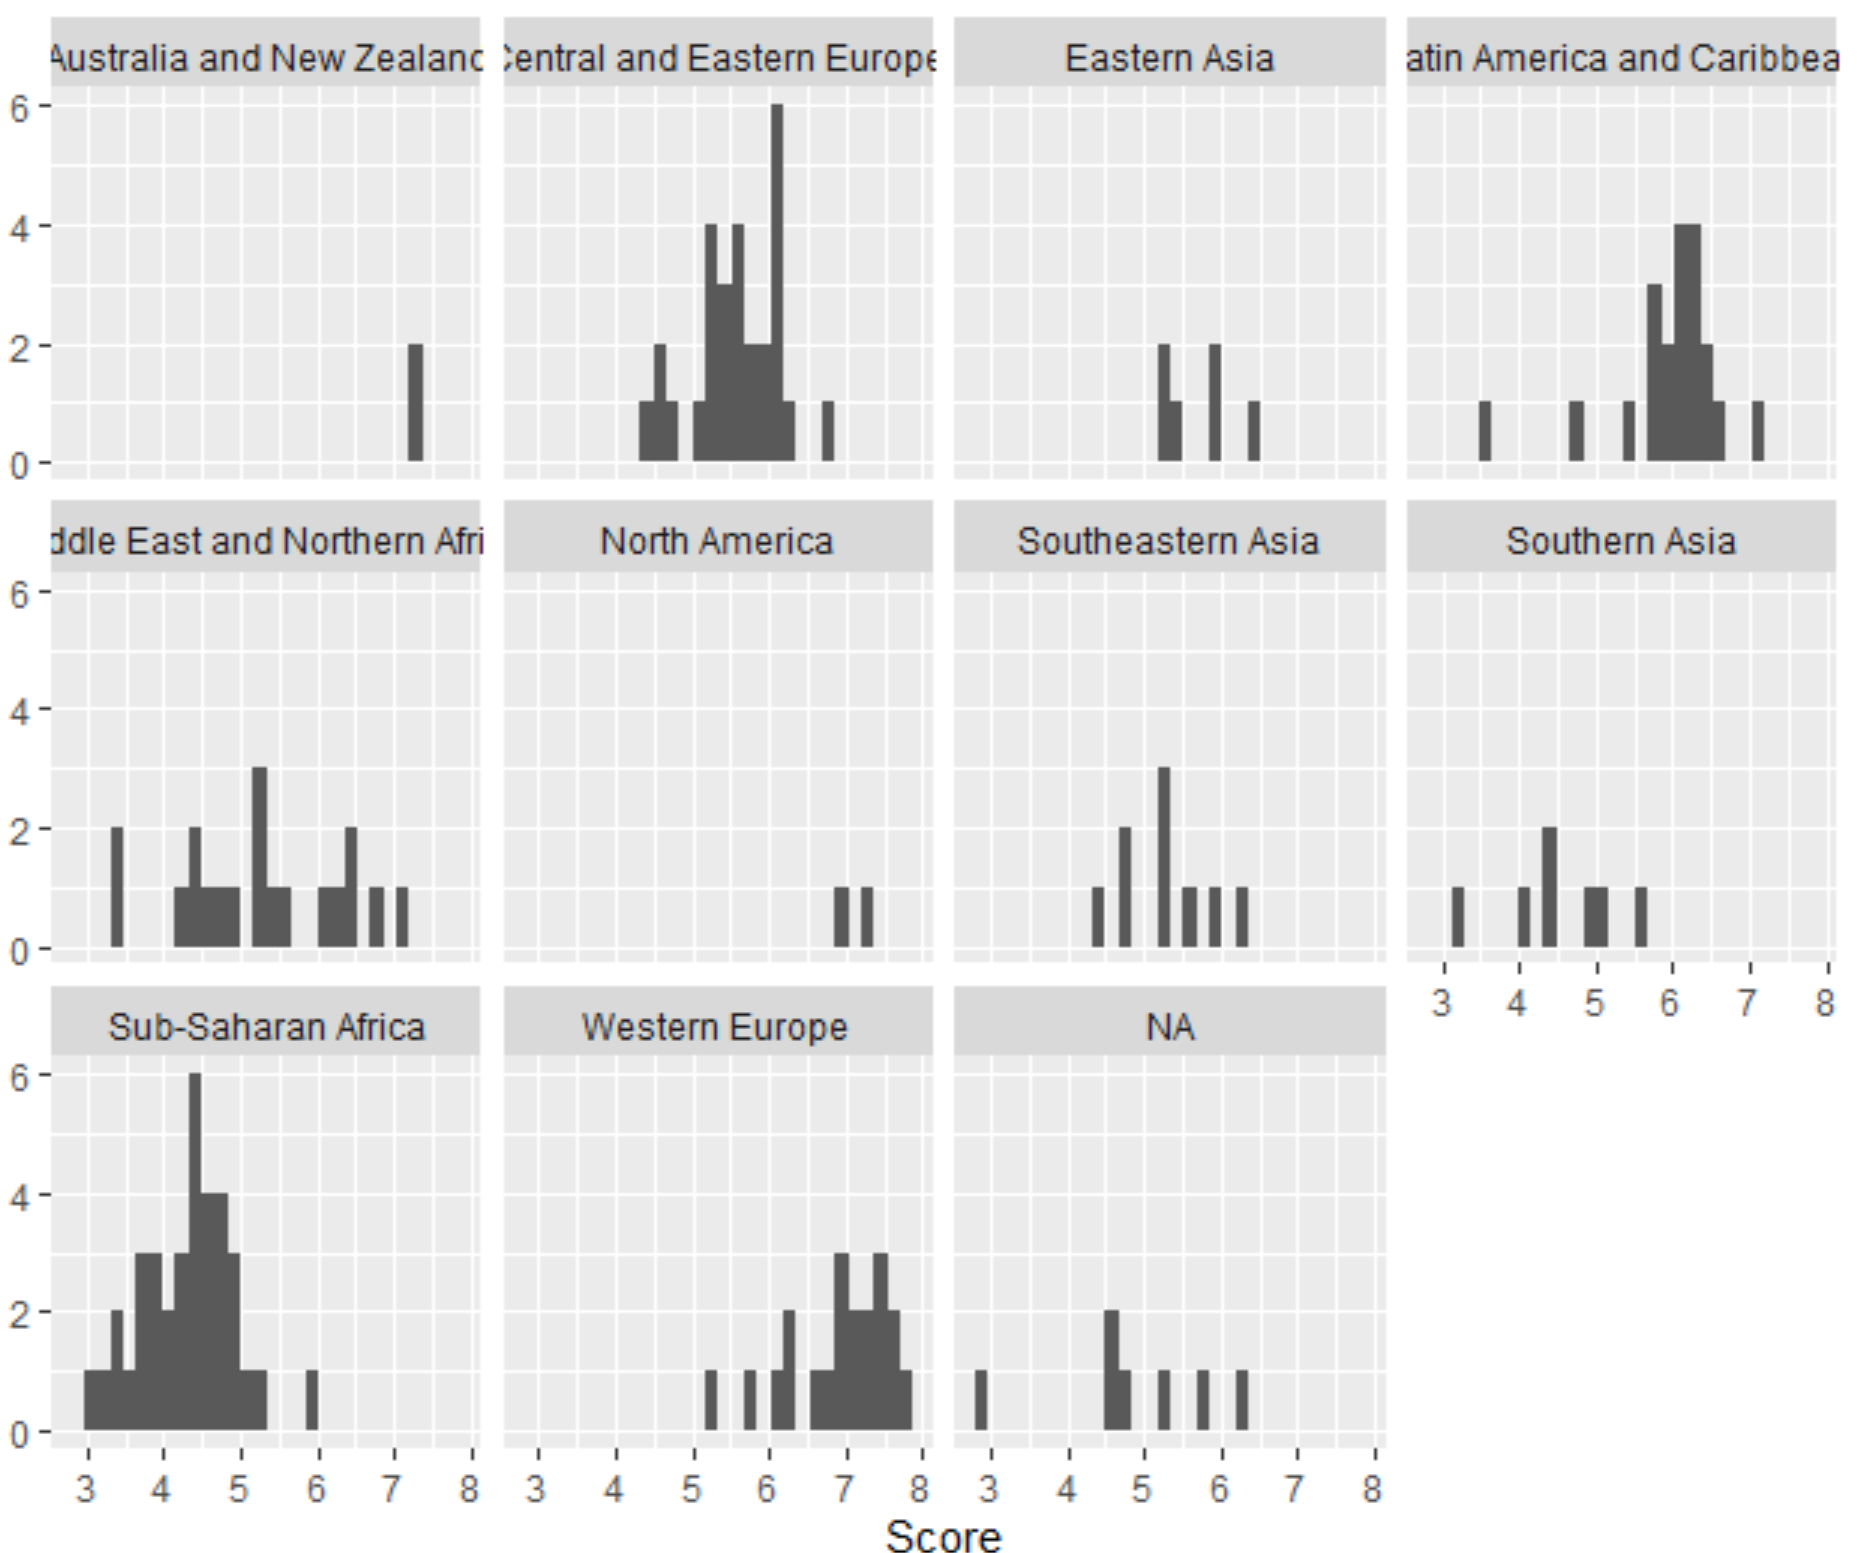 Australia and New Zealand Central and Eastern Europe Eastern Asia atin America and Caribbea
6
4
2
0
ddle East and Northern Afri North America Southeastern Asia Southern Asia
6
4
2
0
3 4 5 6 7 8
Sub-Saharan Africa Western Europe NA
6
4
2
0
3 4 5 6 7 8 3 4 5 6 7 8 3 4 5 6 7 8
Score